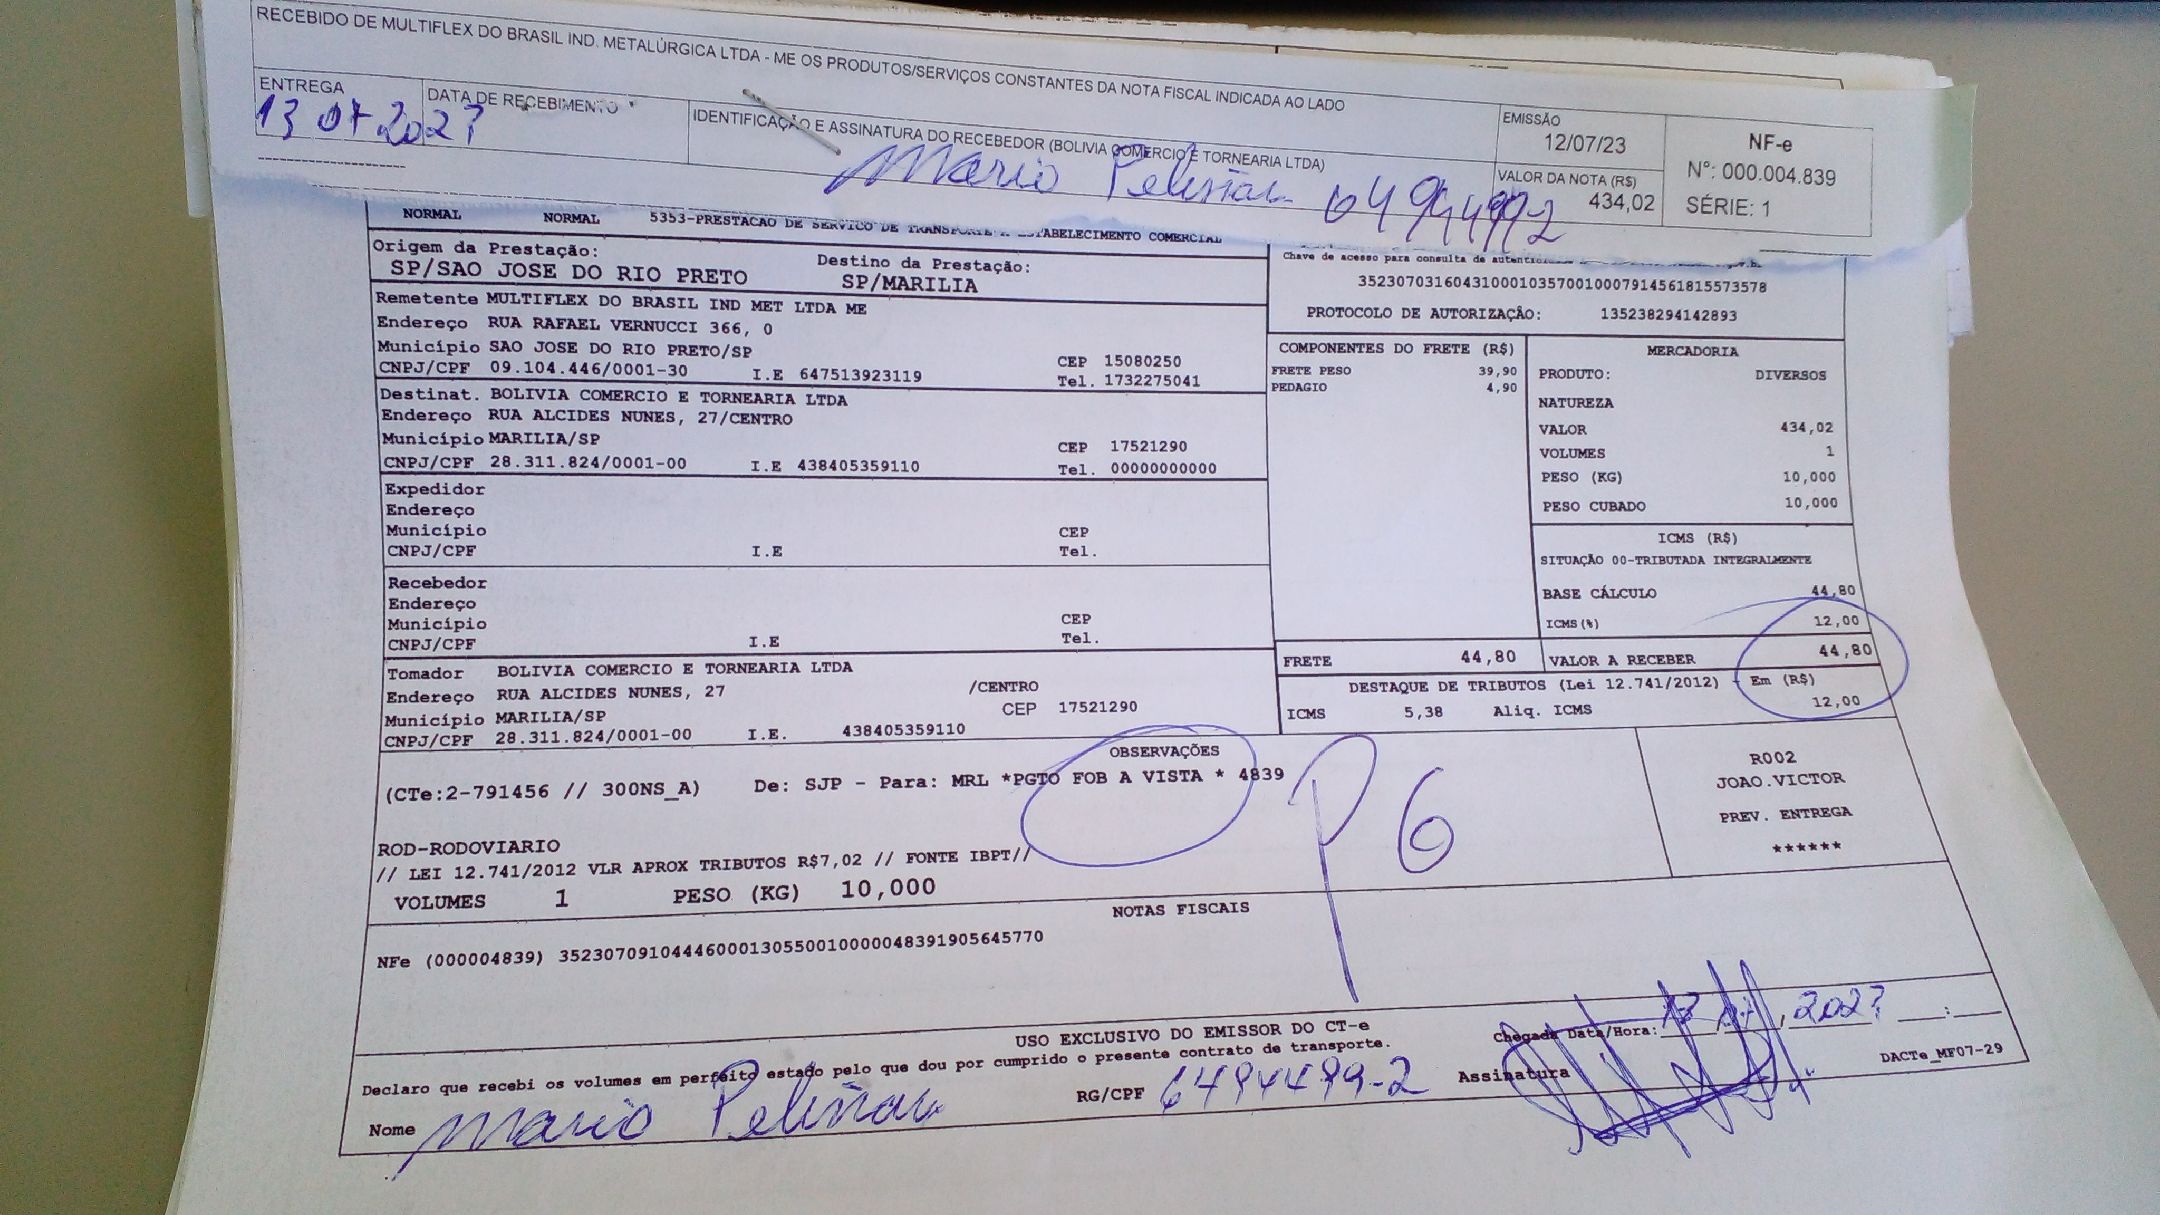 RECEBIDO DE MULTIFLEX DO BRASIL IND. METALÚRGICA LTDA - ME OS PRODUTOS/SERVIÇOS CONSTANTES DA NOTA FISCAL INDICADA AO LADO
ENTREGA
13 07 2023
DATA DE RECEBIMENTO
IDENTIFICAÇÃO E ASSINATURA DO RECEBEDOR (BOLIVIA COMERCIO E TORNEARIA LTDA)
Mario
EMISSÃO
12/07/23
VALOR DA NOTA (R$)
434,02
NF-e
N°: 000.004.839
SÉRIE: 1
NORMAL NORMAL 5353-PRESTACAO DE SERVICO DE TRANSPORTE A ESTABELECIMENTO COMERCIAL
Origem da Prestação: Destino da Prestação:
SP/SAO JOSE DO RIO PRETO SP/MARILIA
Chave de acesso para consulta de
35230703160431000103570010007914561815573578
PROTOCOLO DE AUTORIZAÇÃO: 135238294142893
Remetente MULTIFLEX DO BRASIL IND MET LTDA ME
Endereço RUA RAFAEL VERNUCCI 366, 0
Município SAO JOSE DO RIO PRETO/SP CEP 15080250
CNPJ/CPF 09.104.446/0001-30 I.E 647513923119 Tel. 1732275041
Destinat. BOLIVIA COMERCIO E TORNEARIA LTDA
Endereço RUA ALCIDES NUNES, 27/CENTRO
Município MARILIA/SP CEP 17521290
CNPJ/CPF 28.311.824/0001-00 I.E 438405359110 Tel. 00000000000
Expedidor
Endereço
Município CEP
CNPJ/CPF I.E Tel.
Recebedor
Endereço
Município CEP
CNPJ/CPF I.E Tel.
Tomador BOLIVIA COMERCIO E TORNEARIA LTDA
Endereço RUA ALCIDES NUNES, 27 /CENTRO
Município MARILIA/SP CEP 17521290
CNPJ/CPF 28.311.824/0001-00 I.E. 438405359110
COMPONENTES DO FRETE (R$)
FRETE PESO 39,90
PEDAGIO 4,90
MERCADORIA
PRODUTO: DIVERSOS
NATUREZA
VALOR 434,02
VOLUMES 1
PESO (KG) 10,000
PESO CUBADO 10,000
ICMS (R$)
SITUAÇÃO 00-TRIBUTADA INTEGRALMENTE
BASE CÁLCULO 44,80
ICMS(%) 12,00
FRETE 44,80 VALOR A RECEBER 44,80
DESTAQUE DE TRIBUTOS (Lei 12.741/2012) - Em (R$)
ICMS 5,38 Aliq. ICMS 12,00
OBSERVAÇÕES
(CTe:2-791456 // 300NS_A) De: SJP - Para: MRL *PGTO FOB A VISTA * 4839
PG
ROD-RODOVIARIO
// LEI 12.741/2012 VLR APROX TRIBUTOS R$7,02 // FONTE IBPT//
VOLUMES 1 PESO (KG) 10,000
R002
JOAO.VICTOR
PREV. ENTREGA
******
NOTAS FISCAIS
NFe (000004839) 35230709104446000130550010000048391905645770
USO EXCLUSIVO DO EMISSOR DO CT-e
Declaro que recebi os volumes em perfeito estado pelo que dou por cumprido o presente contrato de transporte.
Chegada Data/Hora: 13 07 2023
Nome Mario
RG/CPF
Assinatura
DACTe_MF07-29